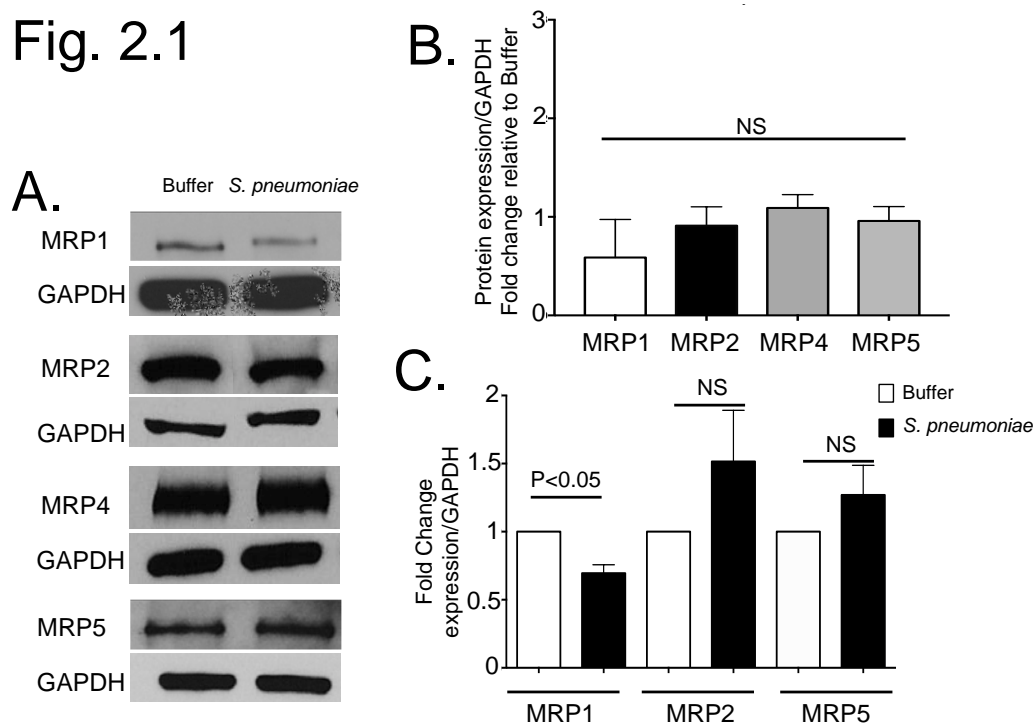 Fig. 2.1
A.
Buffer S. pneumoniae
MRP1
GAPDH
MRP2
GAPDH
MRP4
GAPDH
MRP5
GAPDH
B.
Protein expression/GAPDH
Fold change relative to Buffer
3
2
1
0
NS
MRP1 MRP2 MRP4 MRP5
C.
Buffer
S. pneumoniae
Fold Change
expression/GAPDH
2
1.5
1
0.5
0
P<0.05
NS
NS
MRP1 MRP2 MRP5